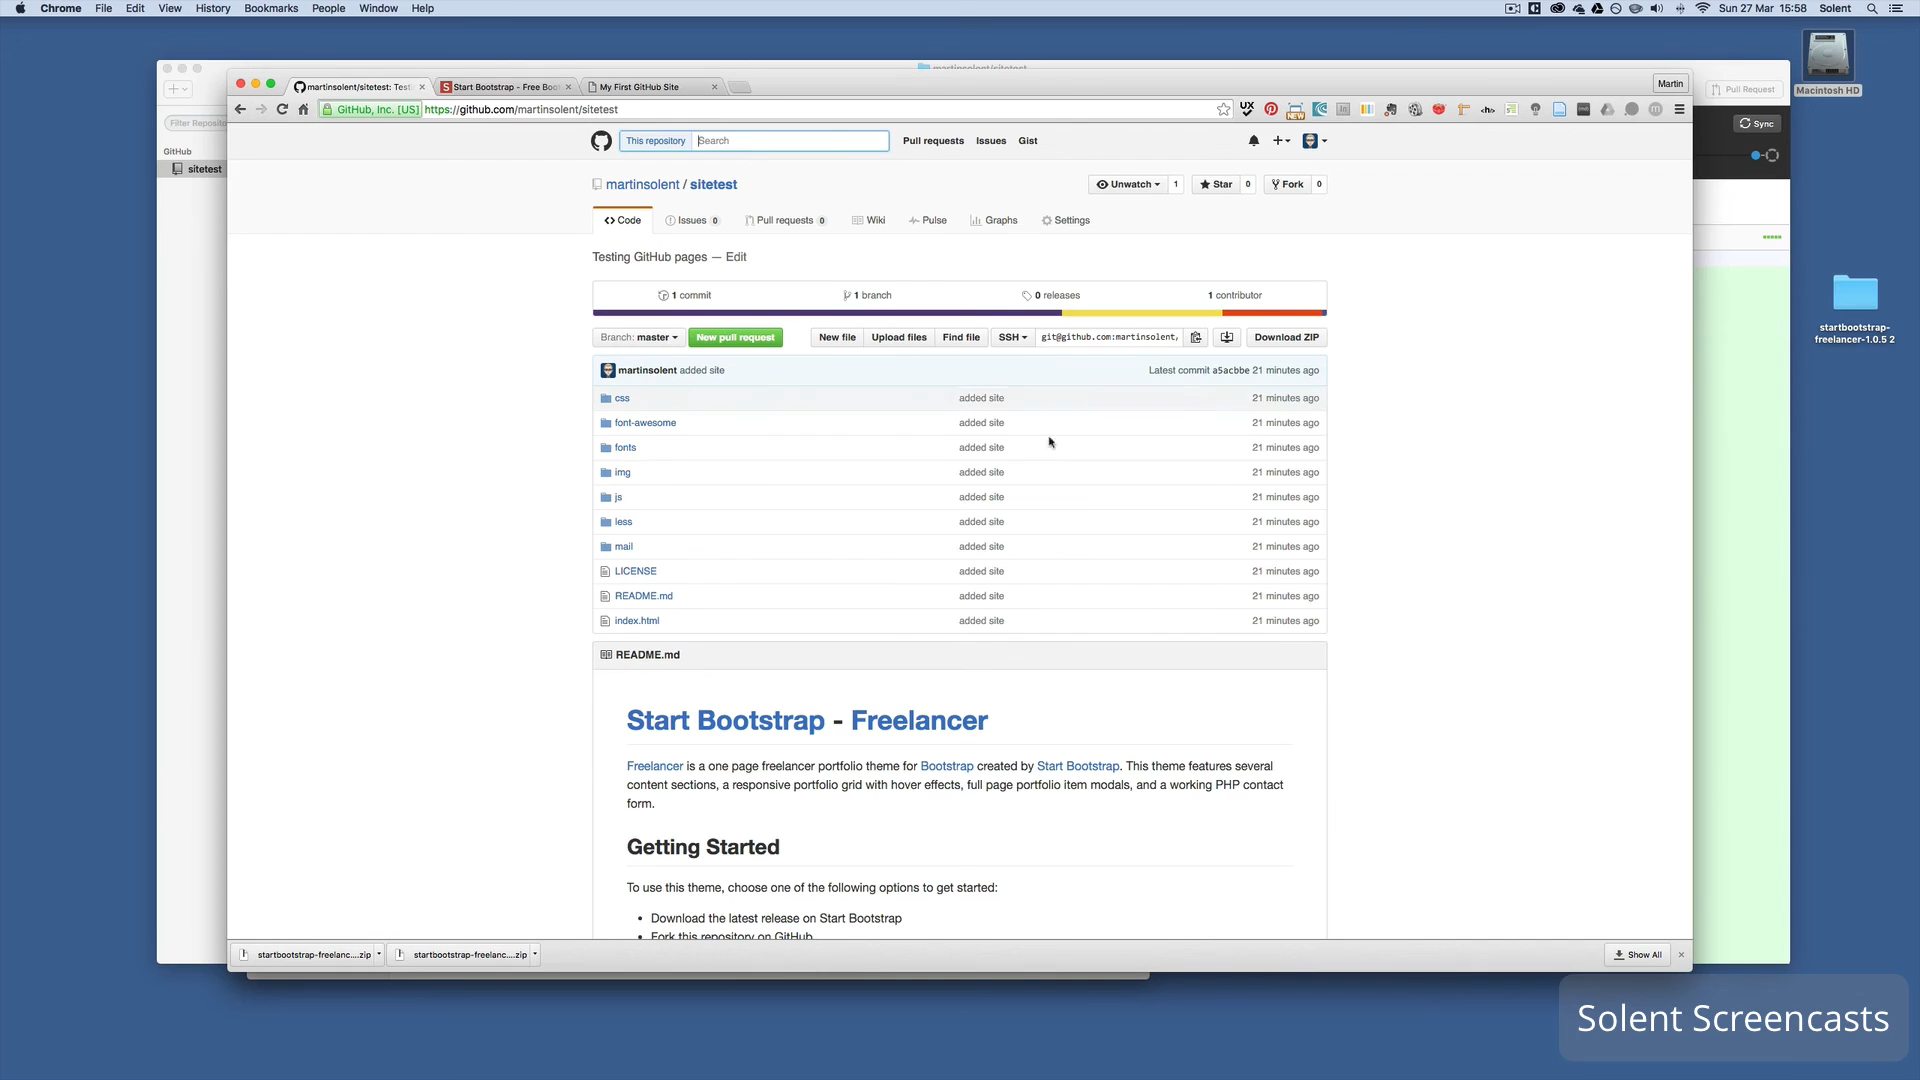 Chrome File Edit View History Bookmarks People Window Help
Sun 27 Mar 15:58 Solent
Macintosh HD
martinsolent/sitetest
martinsolent/sitetest: Testi
Start Bootstrap - Free Boot
My First GitHub Site
Martin
Pull Request
GitHub, Inc. [US] https://github.com/martinsolent/sitetest
NEW
Filter Reposito
Sync
GitHub
sitetest
This repository Search
Pull requests Issues Gist
martinsolent / sitetest
Unwatch 1 Star 0 Fork 0
Code Issues 0 Pull requests 0 Wiki Pulse Graphs Settings
Testing GitHub pages — Edit
1 commit 1 branch 0 releases 1 contributor
Branch: master New pull request New file Upload files Find file SSH git@github.com:martinsolent, Download ZIP
martinsolent added site Latest commit a5acbbe 21 minutes ago
css added site 21 minutes ago
font-awesome added site 21 minutes ago
fonts added site 21 minutes ago
img added site 21 minutes ago
js added site 21 minutes ago
less added site 21 minutes ago
mail added site 21 minutes ago
LICENSE added site 21 minutes ago
README.md added site 21 minutes ago
index.html added site 21 minutes ago
README.md
Start Bootstrap - Freelancer
Freelancer is a one page freelancer portfolio theme for Bootstrap created by Start Bootstrap. This theme features several
content sections, a responsive portfolio grid with hover effects, full page portfolio item modals, and a working PHP contact
form.
Getting Started
To use this theme, choose one of the following options to get started:
• Download the latest release on Start Bootstrap
• Fork this repository on GitHub
startbootstrap-
freelancer-1.0.5 2
startbootstrap-freelanc....zip
startbootstrap-freelanc....zip
Show All
Solent Screencasts